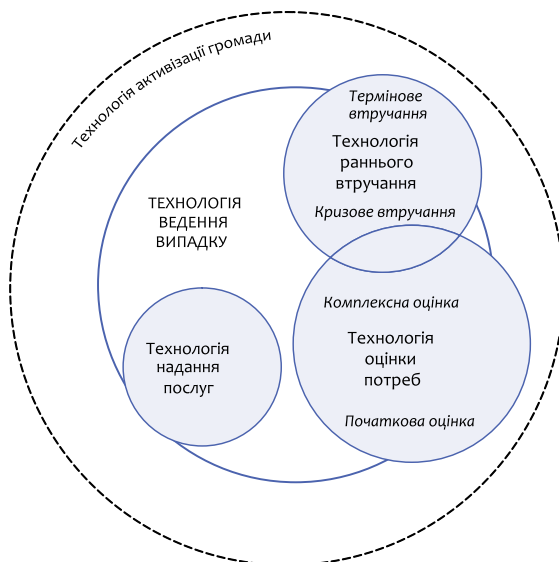 Технологія активізації громади
Термінове
втручання
Технологія
раннього
втручання
Кризове втручання
ТЕХНОЛОГІЯ
ВЕДЕННЯ
ВИПАДКУ
Комплексна оцінка
Технологія
оцінки
потреб
Початкова оцінка
Технологія
надання
послуг